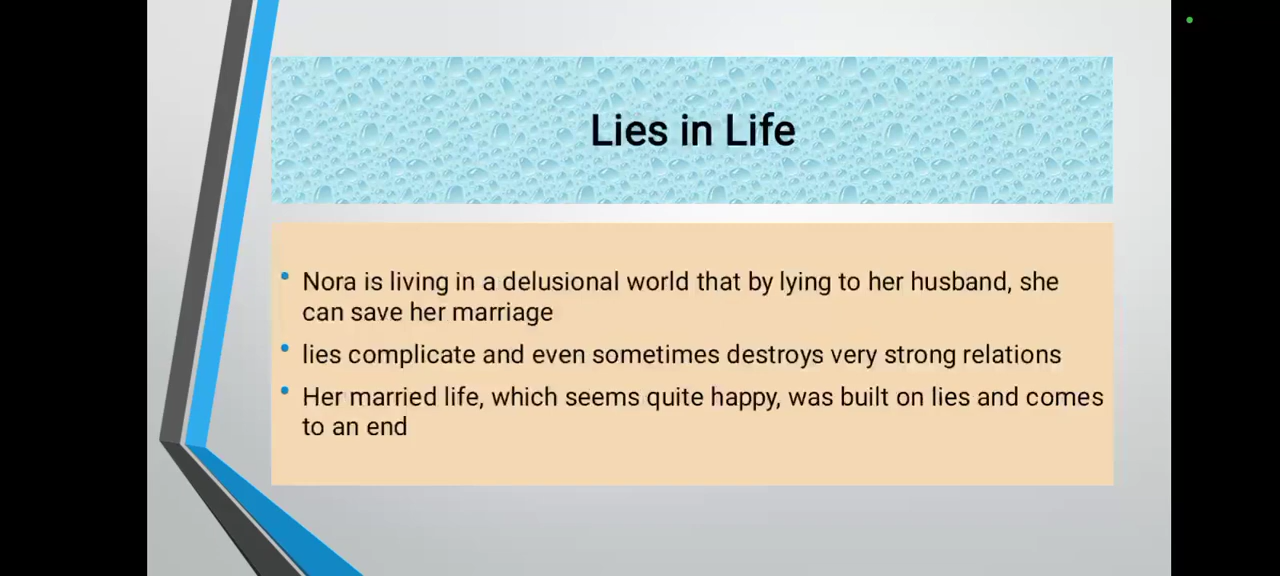 Lies in Life
• Nora is living in a delusional world that by lying to her husband, she
can save her marriage
• lies complicate and even sometimes destroys very strong relations
• Her married life, which seems quite happy, was built on lies and comes
to an end